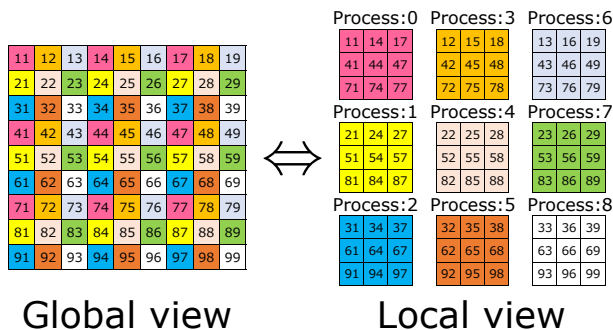 11 12 13 14 15 16 17 18 19
21 22 23 24 25 26 27 28 29
31 32 33 34 35 36 37 38 39
41 42 43 44 45 46 47 48 49
51 52 53 54 55 56 57 58 59
61 62 63 64 65 66 67 68 69
71 72 73 74 75 76 77 78 79
81 82 83 84 85 86 87 88 89
91 92 93 94 95 96 97 98 99
Global view
Process:0 Process:3 Process:6
11 14 17 12 15 18 13 16 19
41 44 47 42 45 48 43 46 49
71 74 77 72 75 78 73 76 79
Process:1 Process:4 Process:7
21 24 27 22 25 28 23 26 29
51 54 57 52 55 58 53 56 59
81 84 87 82 85 88 83 86 89
Process:2 Process:5 Process:8
31 34 37 32 35 38 33 36 39
61 64 67 62 65 68 63 66 69
91 94 97 92 95 98 93 96 99
Local view